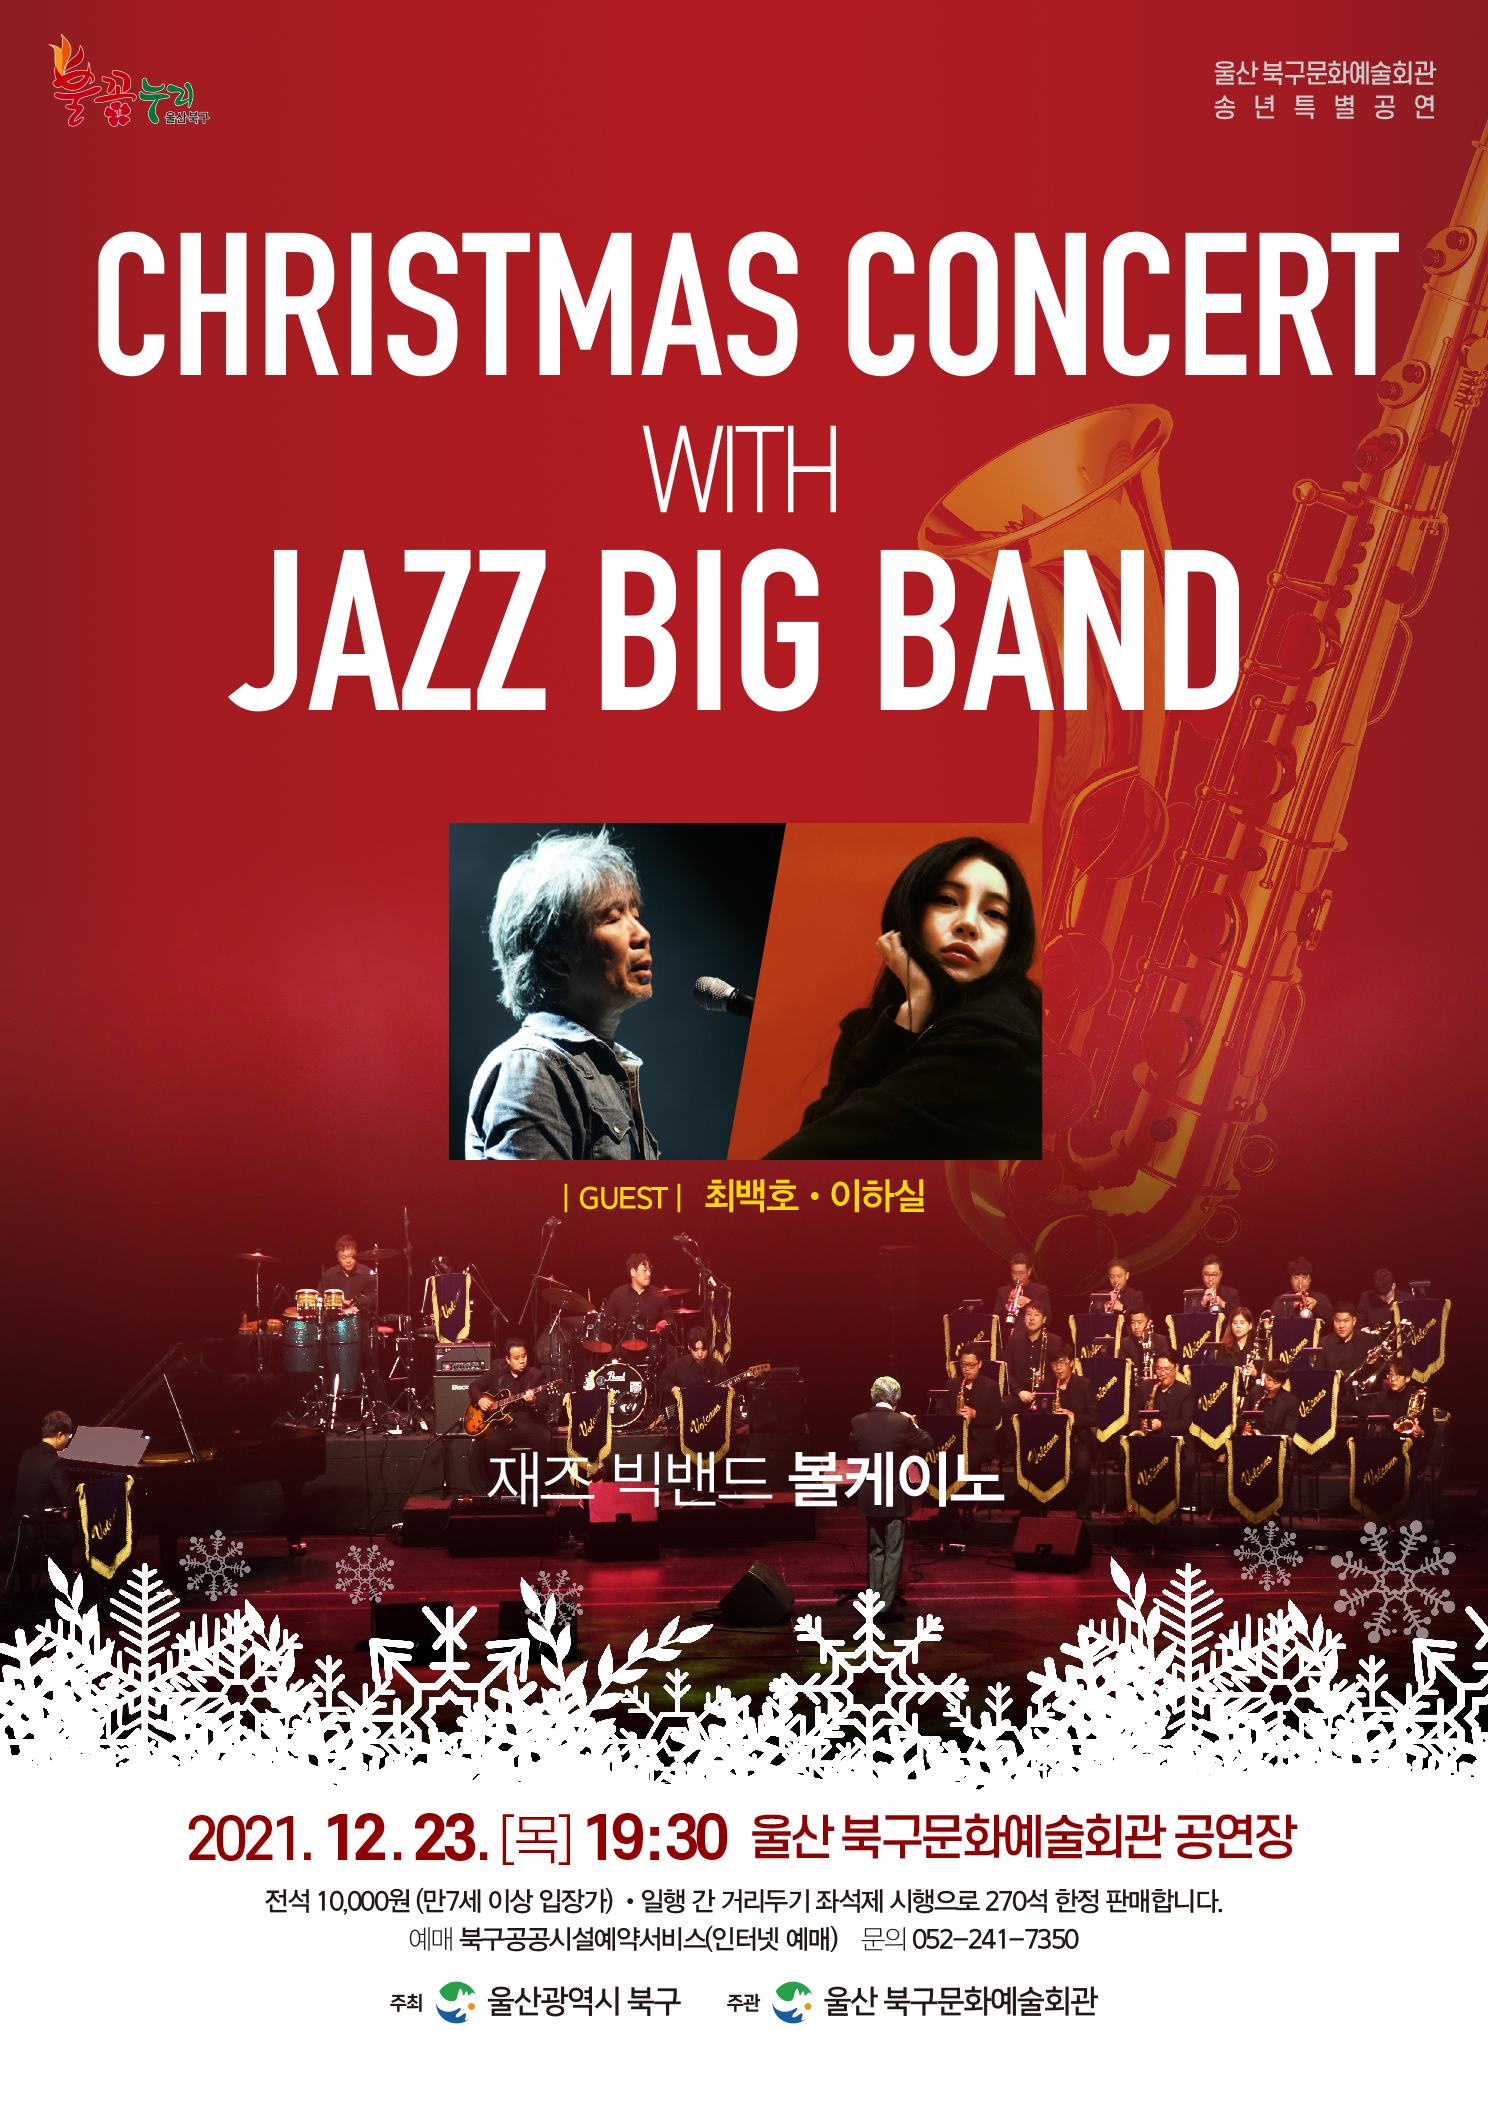 불꽃누리
울산북구
울산 북구문화예술회관
송년특별공연
CHRISTMAS CONCERT
WITH
JAZZ BIG BAND
| GUEST | 최백호 · 이하실
Volcano
Volcano
Volcano
Volcano
Volcano
Volcano
Pearl
재즈 빅밴드 볼케이노
2021. 12. 23. [목] 19:30 울산 북구문화예술회관 공연장
전석 10,000원 (만7세 이상 입장가) · 일행 간 거리두기 좌석제 시행으로 270석 한정 판매합니다.
예매 북구공공시설예약서비스(인터넷 예매) 문의 052-241-7350
주최 울산광역시 북구 주관 울산 북구문화예술회관